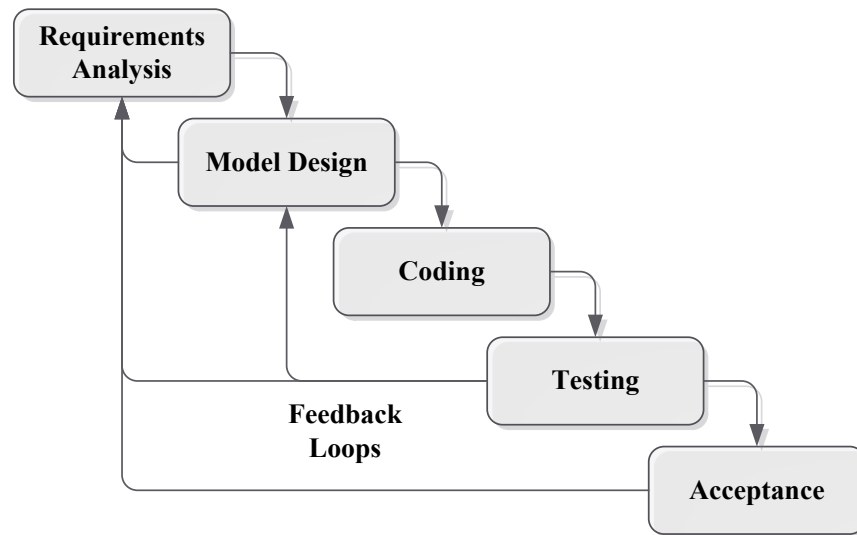 Requirements
Analysis
Model Design
Coding
Testing
Feedback
Loops
Acceptance